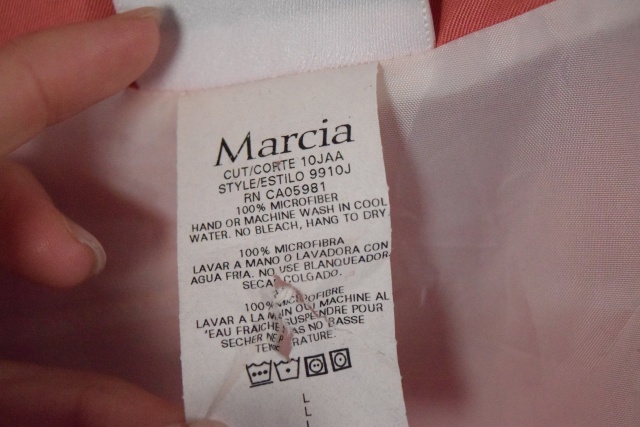 Marcia
CUT/CORTE 10JAA
STYLE/ESTILO 9910J
RN CA05981
100% MICROFIBER
HAND OR MACHINE WASH IN COOL
WATER. NO BLEACH, HANG TO DRY.
100% MICROFIBRA
LAVAR A MANO O LAVADORA CON
AGUA FRIA. NO USE BLANQUEADOR.
SECAR COLGADO.
100% MICROFIBRE
LAVAR A LA MAIN OU MACHINE AL
'EAU FRAICHE SUSPENDRE POUR
SECHER PAS NO BASSE
TEMPERATURE.
L
L
L